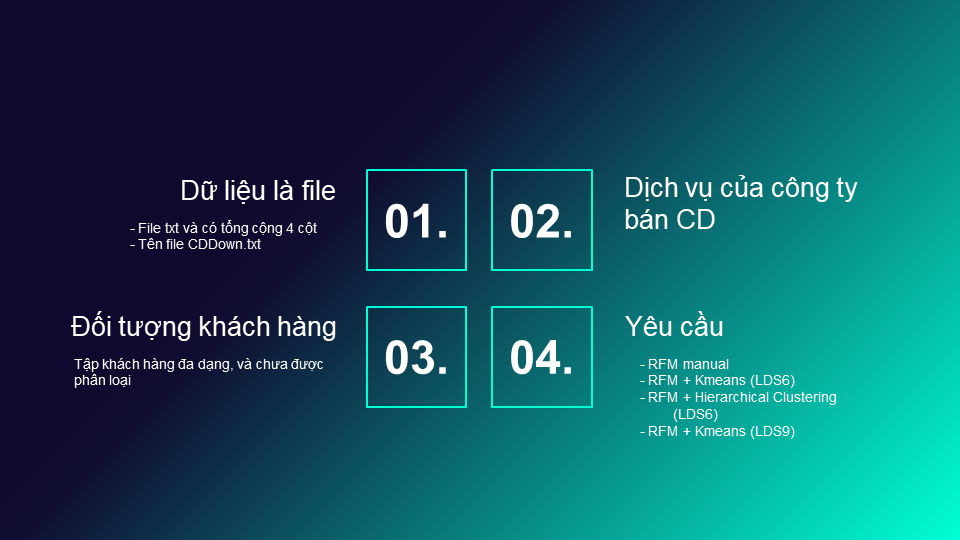 Dữ liệu là file
- File txt và có tổng cộng 4 cột
- Tên file CDDown.txt
01.
02.
Dịch vụ của công ty
bán CD
Đối tượng khách hàng
Tập khách hàng đa dạng, và chưa được
phân loại
03.
04.
Yêu cầu
- RFM manual
- RFM + Kmeans (LDS6)
- RFM + Hierarchical Clustering
(LDS6)
- RFM + Kmeans (LDS9)